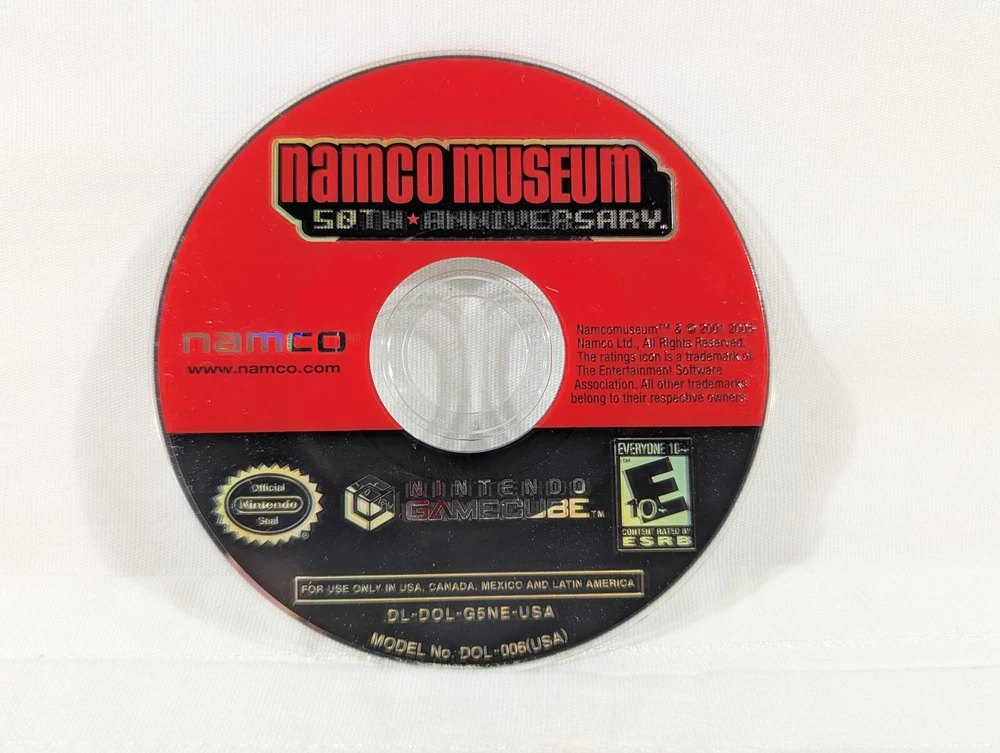 namco museum
50TH ★ ANNIVERSARY
namco
www.namco.com
Namcomuseum™ & © 2001 2005
Namco Ltd., All Rights Reserved.
The ratings icon is a trademark of
The Entertainment Software
Association. All other trademarks
belong to their respective owners.
EVERYONE 10+
E
10+
CONTENT RATED BY
ESRB
Official
Nintendo
Seal
NINTENDO
GAMECUBE™
FOR USE ONLY IN USA, CANADA, MEXICO AND LATIN AMERICA
DL-DOL-G5NE-USA
MODEL No. DOL-006(USA)